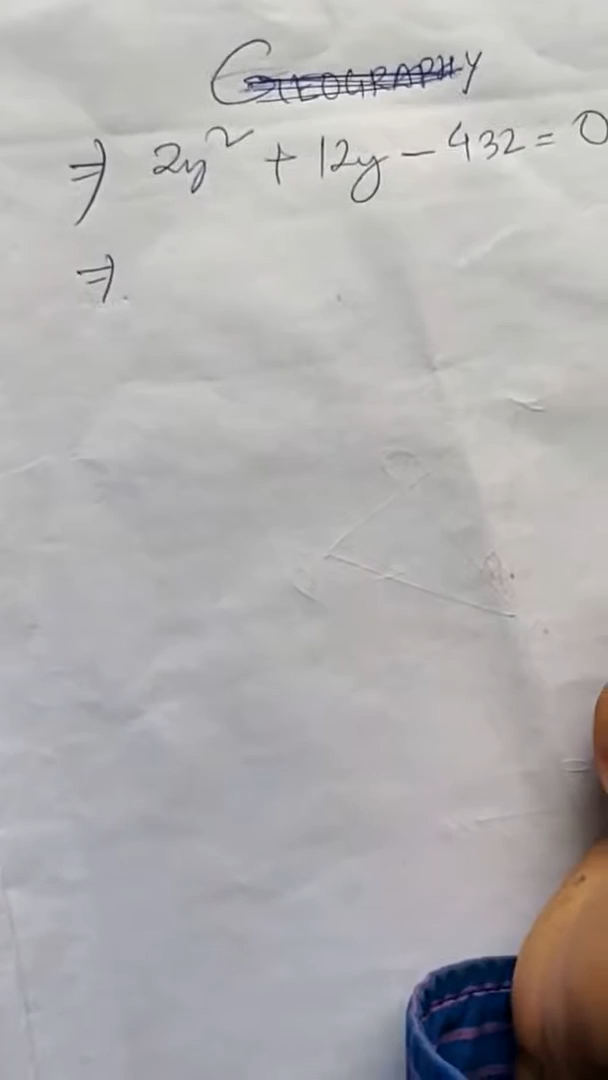 GEOGRAPHY
⇒ 2y² + 12y - 432 = 0
⇒